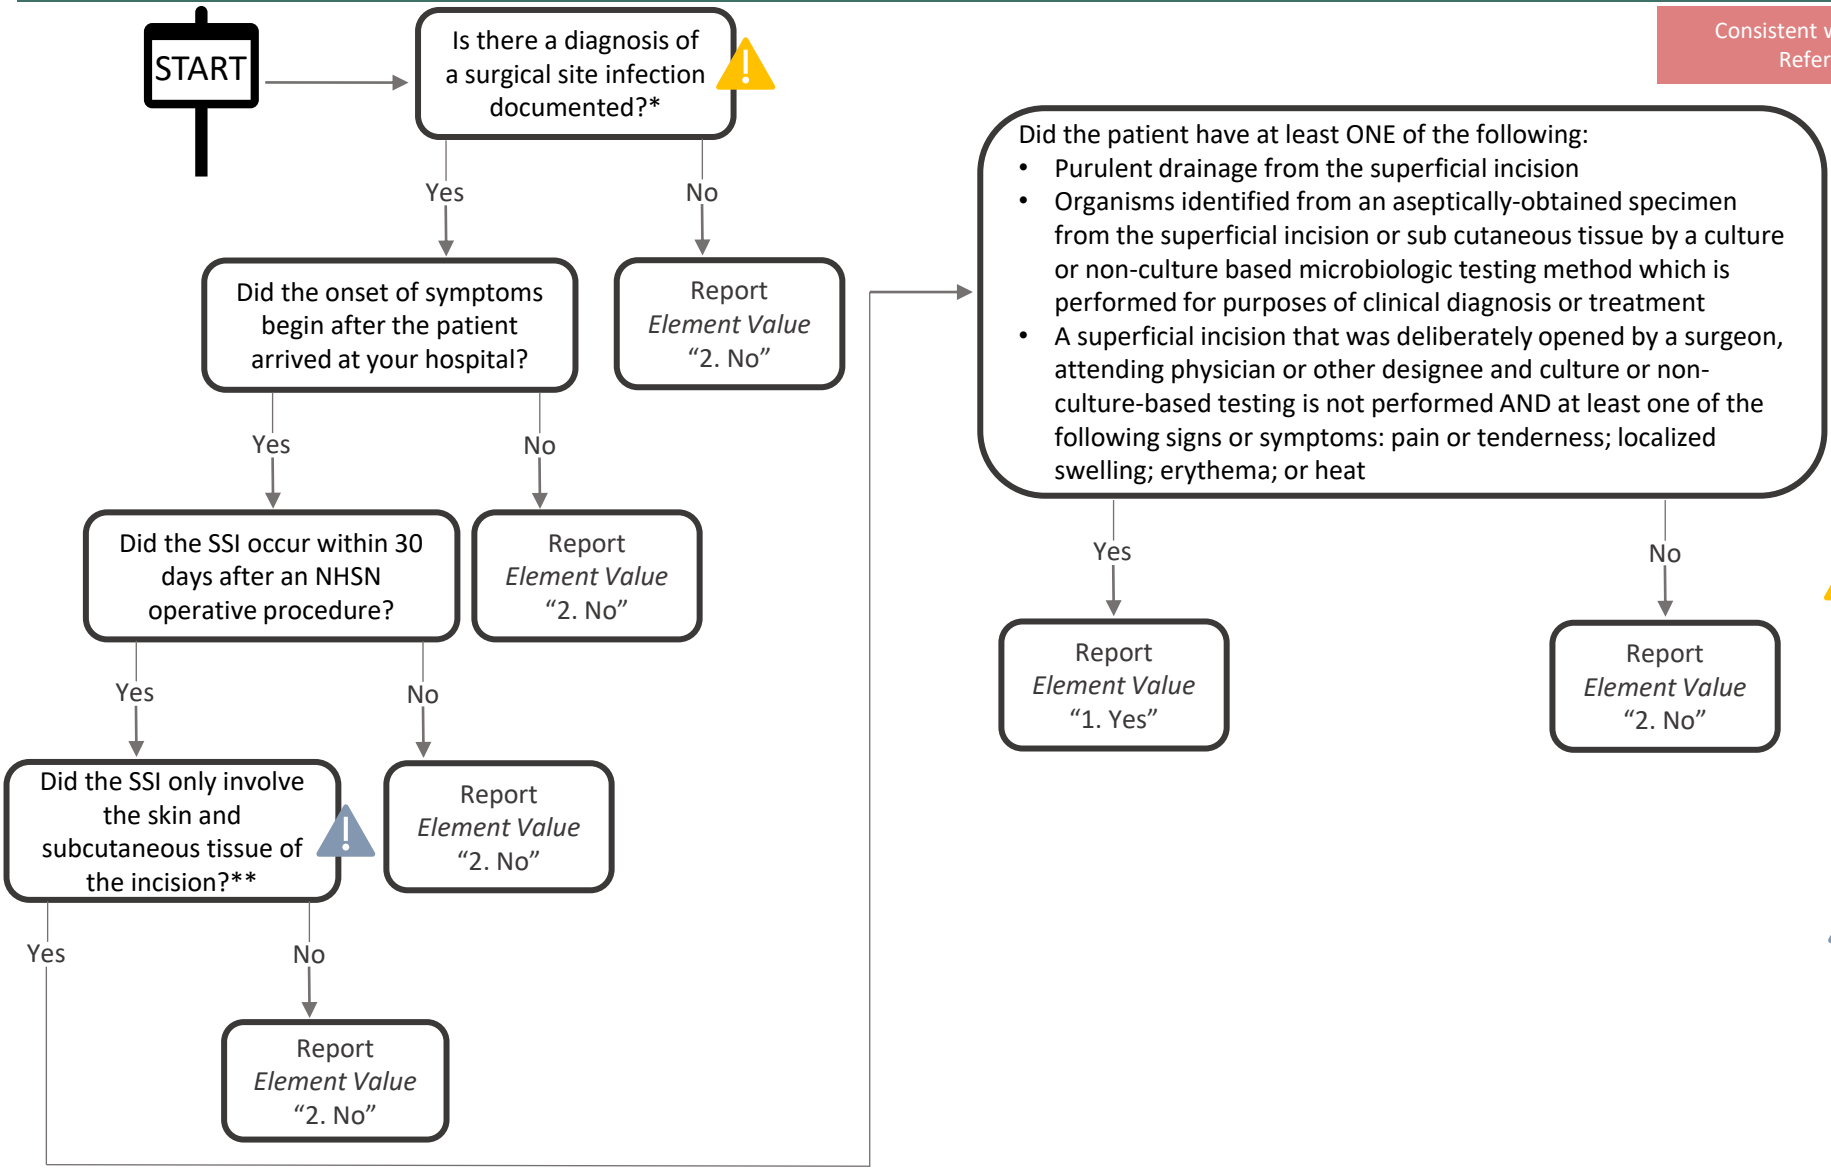 START
Is there a diagnosis of
a surgical site infection
documented?*
Consistent
Refer
Yes
No
Did the onset of symptoms
begin after the patient
arrived at your hospital?
Report
Element Value
“2. No”
Yes
No
Did the SSI occur within 30
days after an NHSN
operative procedure?
Report
Element Value
“2. No”
Yes
No
Did the SSI only involve
the skin and
subcutaneous tissue of
the incision?**
Report
Element Value
“2. No”
Yes
No
Report
Element Value
“2. No”
Did the patient have at least ONE of the following:
• Purulent drainage from the superficial incision
• Organisms identified from an aseptically-obtained specimen
from the superficial incision or sub cutaneous tissue by a culture
or non-culture based microbiologic testing method which is
performed for purposes of clinical diagnosis or treatment
• A superficial incision that was deliberately opened by a surgeon,
attending physician or other designee and culture or non-
culture-based testing is not performed AND at least one of the
following signs or symptoms: pain or tenderness; localized
swelling; erythema; or heat
Yes
No
Report
Element Value
“1. Yes”
Report
Element Value
“2. No”